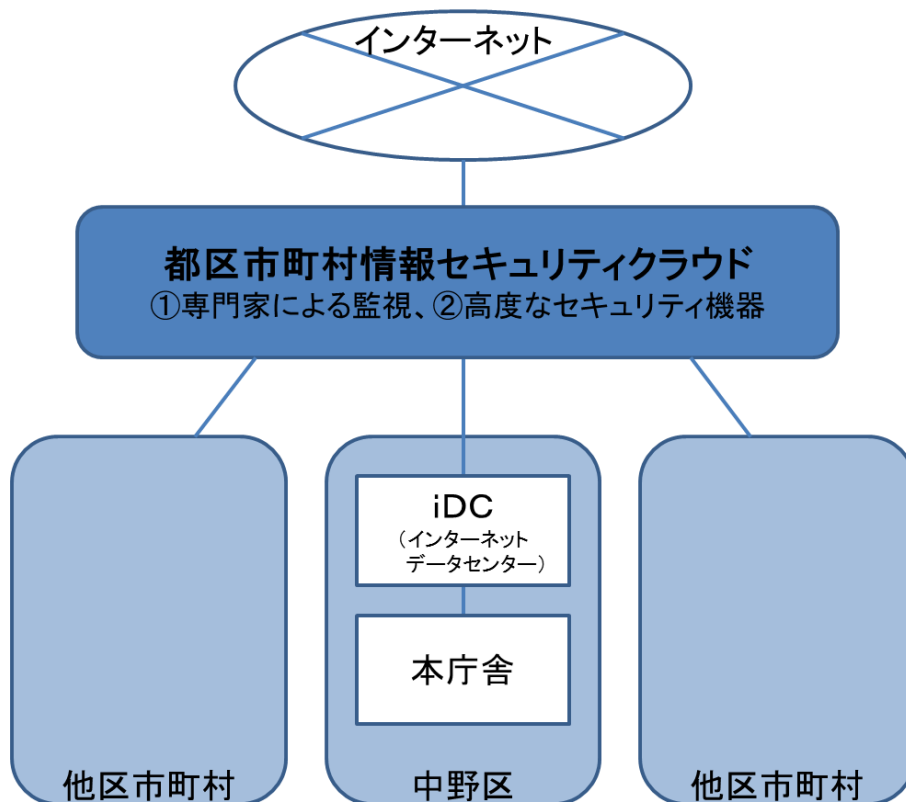 インターネット
都区市町村情報セキュリティクラウド
①専門家による監視、②高度なセキュリティ機器
iDC
（インターネット
データセンター）
本庁舎
他区市町村
中野区
他区市町村